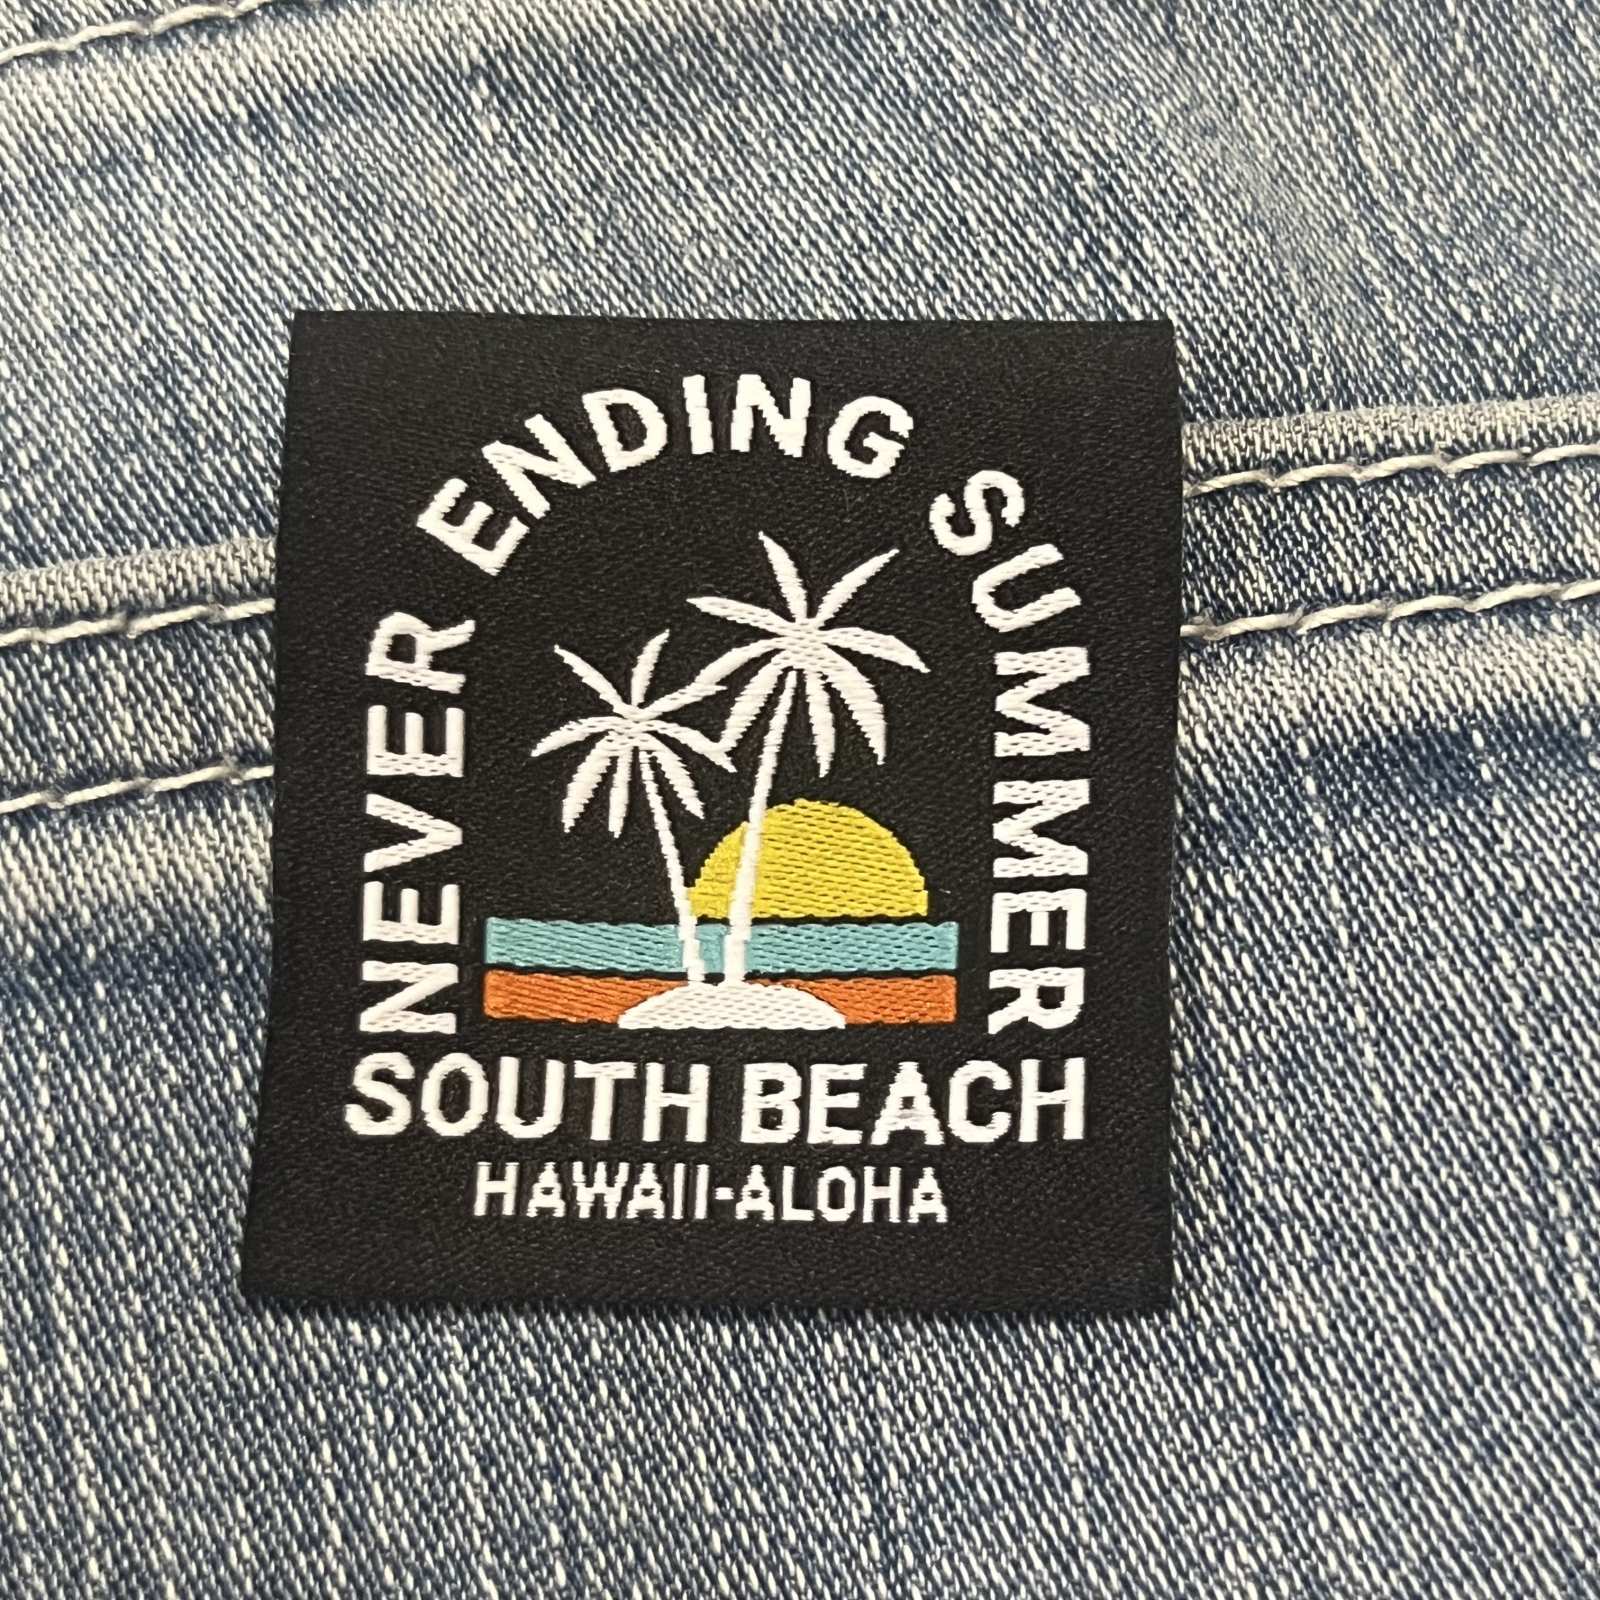 NEVER ENDING SUMMER
SOUTH BEACH
HAWAII-ALOHA